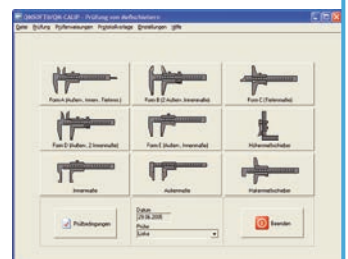 QMSOFT/QM-CALIP - Prüfung von Meßschiebern
Datei Prüfung Prüfanweisungen Protokollvorlage Einstellungen Hilfe
Form A (Außen-, Innen-, Tiefenm.)
Form B (2 Außen-, Innenmaße)
Form C (Tiefenmaße)
Form D (Außen-, 2 Innenmaße)
Form E (Außen-, Innenmaße)
Höhenmeßschieber
Innenmaße
Außenmaße
Hakenmeßschieber
Prüfbedingungen
Datum
29.06.2005
Prüfer
Liska
Beenden